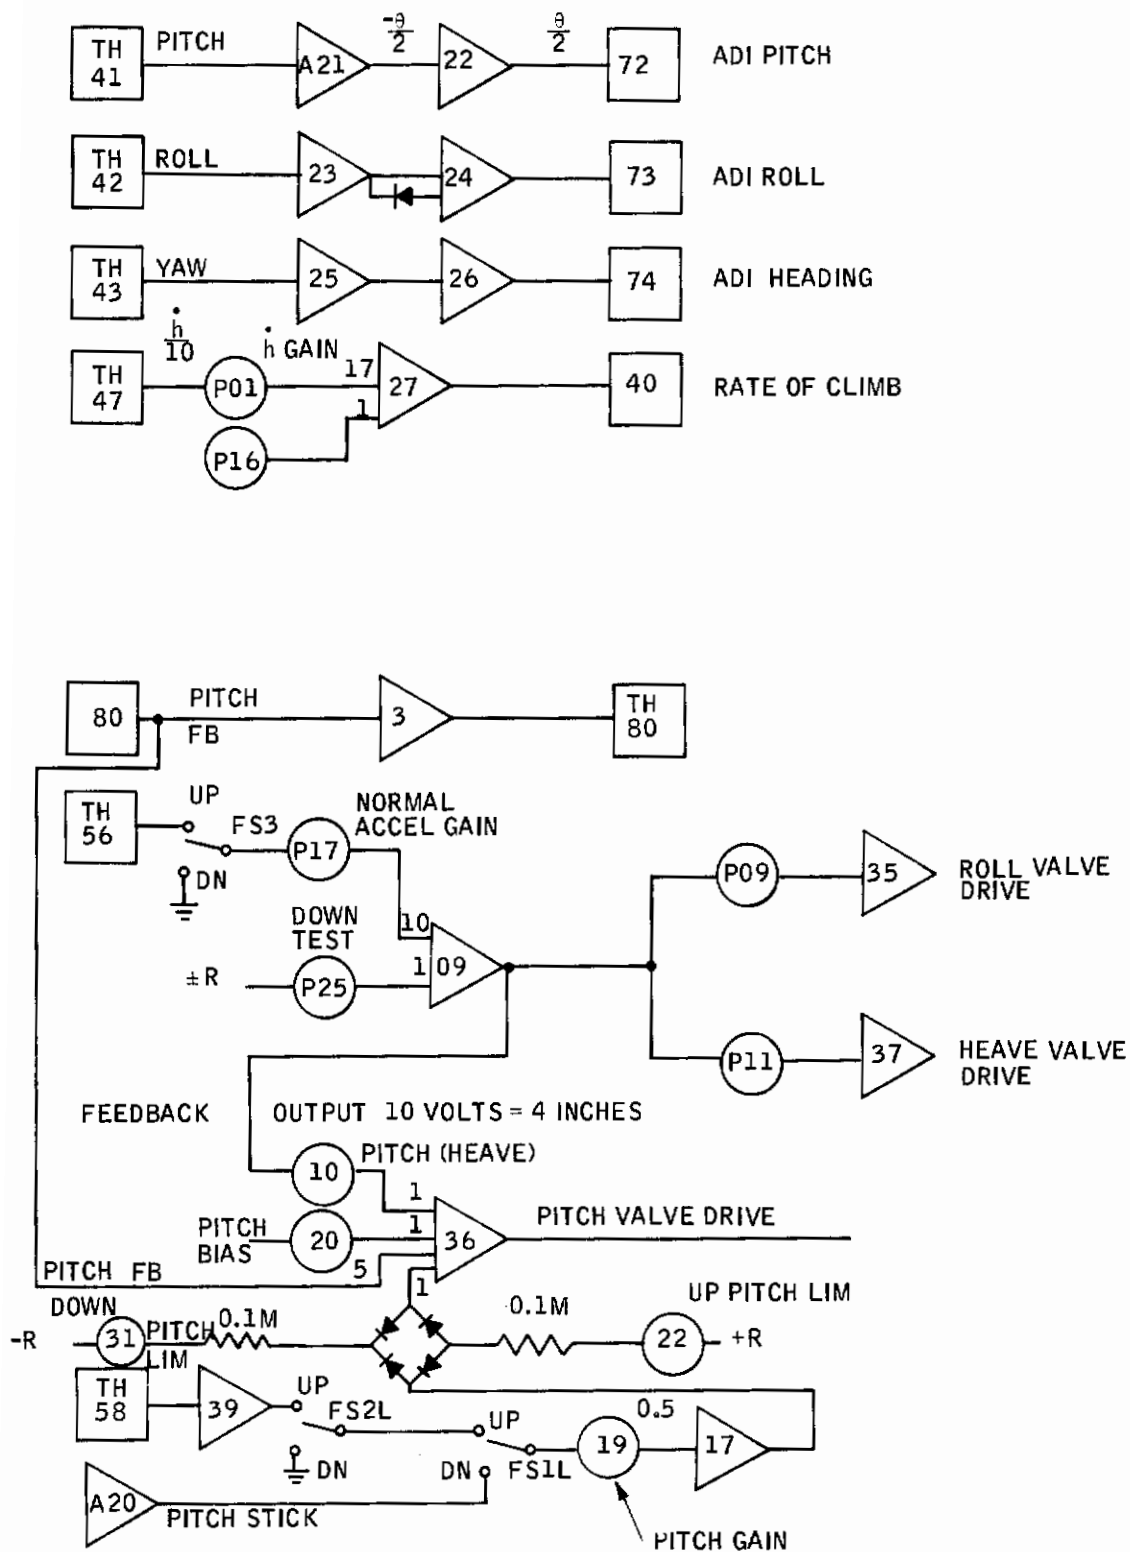 TH
41
PITCH
A21
-θ
2
22
θ
2
72
ADI PITCH
TH
42
ROLL
23
24
73
ADI ROLL
TH
43
YAW
25
26
74
ADI HEADING
ḣ
10
ḣ GAIN
TH
47
P01
17
1
27
40
RATE OF CLIMB
P16
80
PITCH
FB
3
TH
80
TH
56
UP
FS3
DN
P17
NORMAL
ACCEL GAIN
DOWN
TEST
±R
P25
10
1
09
P09
35
ROLL VALVE
DRIVE
P11
37
HEAVE VALVE
DRIVE
FEEDBACK
OUTPUT 10 VOLTS = 4 INCHES
10
PITCH (HEAVE)
1
PITCH
BIAS
20
1
36
PITCH VALVE DRIVE
PITCH FB
5
1
DOWN
PITCH
LIM
-R
31
0.1M
0.1M
UP PITCH LIM
22
+R
TH
58
39
UP
FS2L
DN
UP
DN
FS1L
19
0.5
17
A20
PITCH STICK
PITCH GAIN